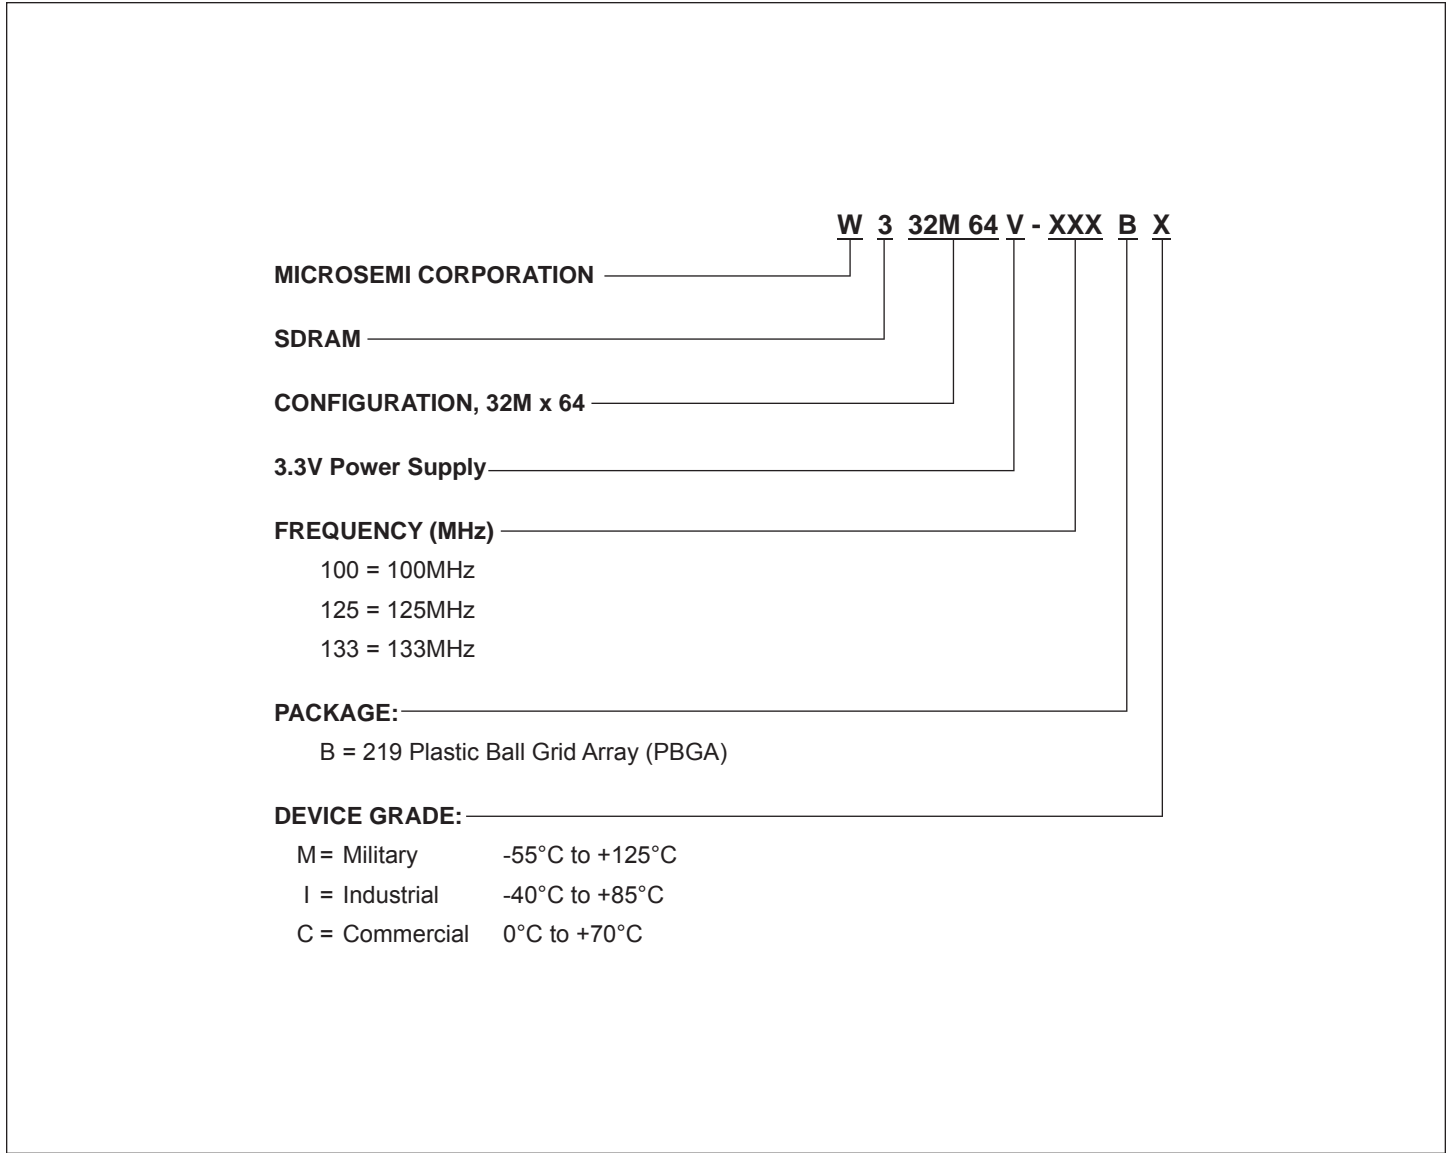 W 3 32M 64 V - XXX B X
MICROSEMI CORPORATION
SDRAM
CONFIGURATION, 32M x 64
3.3V Power Supply
FREQUENCY (MHz)
100 = 100MHz
125 = 125MHz
133 = 133MHz
PACKAGE:
B = 219 Plastic Ball Grid Array (PBGA)
DEVICE GRADE:
M = Military -55°C to +125°C
I = Industrial -40°C to +85°C
C = Commercial 0°C to +70°C